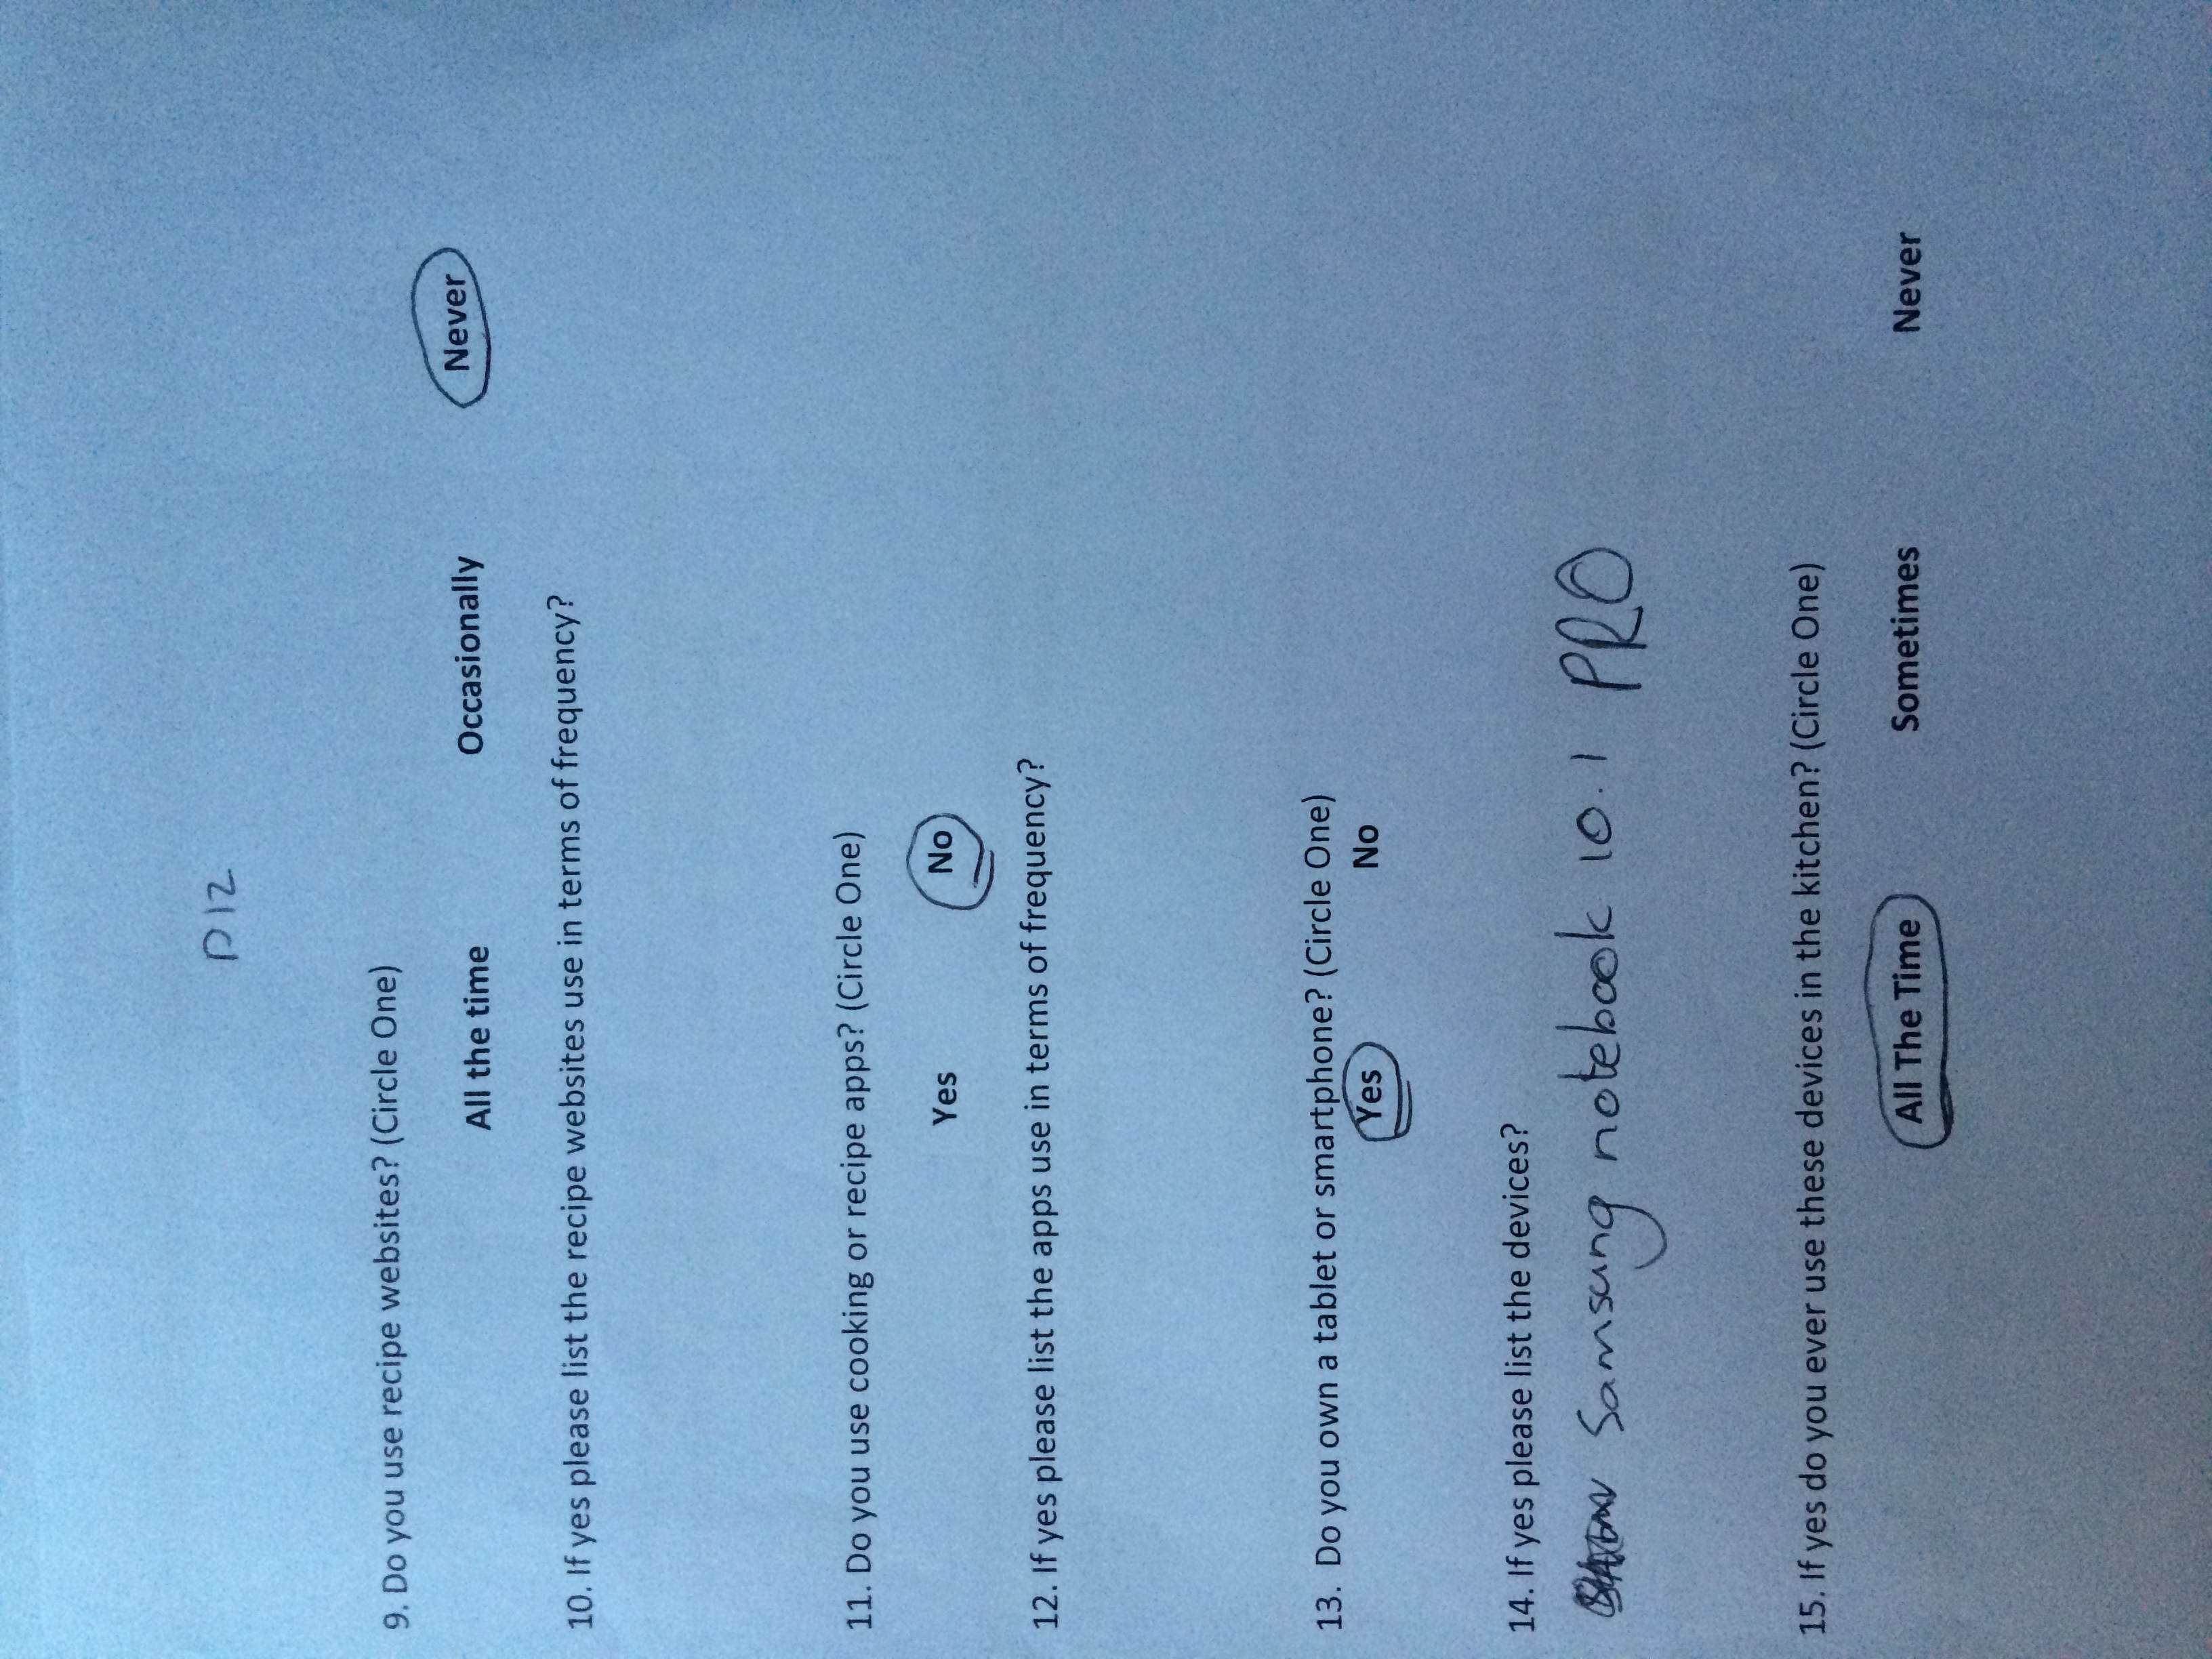 P12
9. Do you use recipe websites? (Circle One)
All the time Occasionally Never
10. If yes please list the recipe websites use in terms of frequency?
11. Do you use cooking or recipe apps? (Circle One)
Yes No
12. If yes please list the apps use in terms of frequency?
13. Do you own a tablet or smartphone? (Circle One)
Yes No
14. If yes please list the devices?
Samsung notebook 10.1 PRO
15. If yes do you ever use these devices in the kitchen? (Circle One)
All The Time Sometimes Never